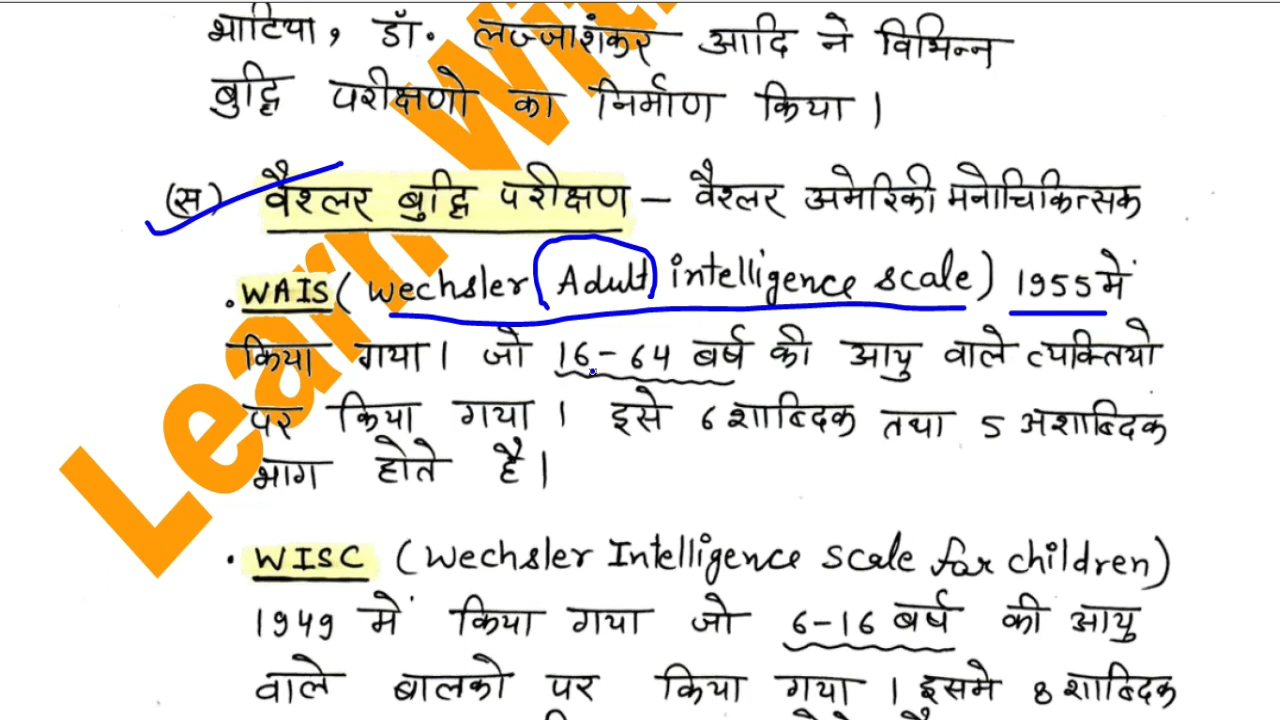 भाटिया, डॉ. लज्जाशंकर आदि ने विभिन्न
बुद्धि परीक्षणो का निर्माण किया।
(स) वैश्लर बुद्धि परीक्षण – वैश्लर अमेरिकी मनोचिकित्सक
. WAIS ( Wechsler Adult intelligence scale) 1955 में
किया गया। जो 16-64 बर्ष की आयु वाले व्यक्तियो
पर किया गया। इसे 6 शाब्दिक तथा 5 अशाब्दिक
भाग होते है।
. WISC (Wechsler Intelligence scale for children)
1949 में किया गया जो 6-16 बर्ष की आयु
वाले बालको पर किया गया। इसमे 8 शाब्दिक
Learn With